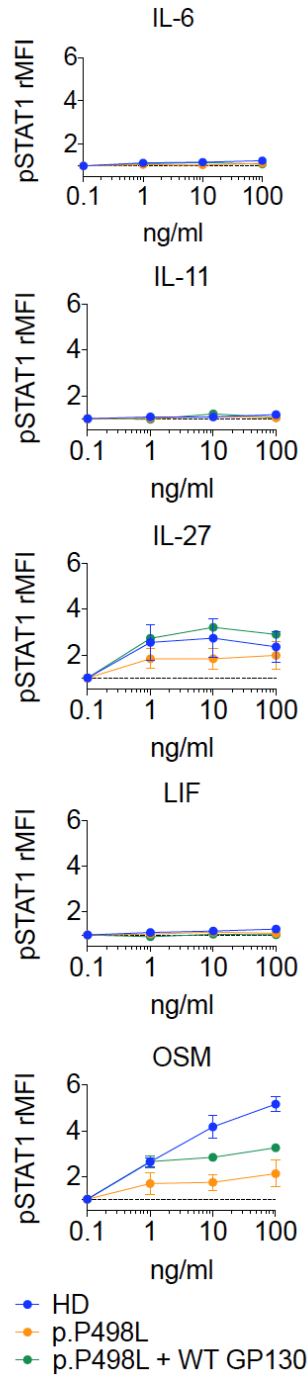 IL-6
pSTAT1 rMFI
6
4
2
0.1 1 10 100
ng/ml
IL-11
pSTAT1 rMFI
6
4
2
0.1 1 10 100
ng/ml
IL-27
pSTAT1 rMFI
6
4
2
0.1 1 10 100
ng/ml
LIF
pSTAT1 rMFI
6
4
2
0.1 1 10 100
ng/ml
OSM
pSTAT1 rMFI
6
4
2
0.1 1 10 100
ng/ml
HD
p.P498L
p.P498L + WT GP130